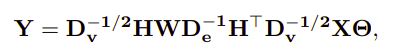 Y = D_v^{-1/2} H W D_e^{-1} H^⊤ D_v^{-1/2} X Θ,